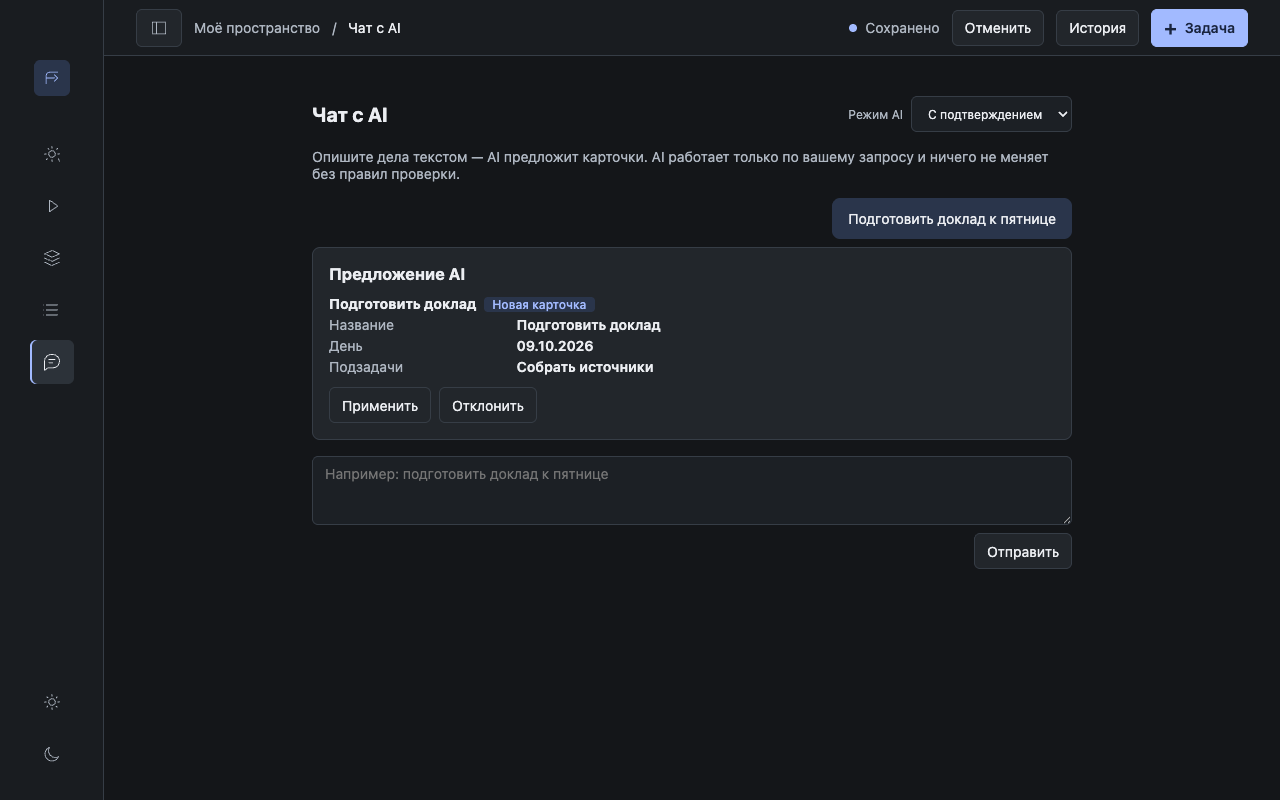 Моё пространство / Чат с AI
Сохранено
Отменить
История
+ Задача
Чат с AI
Режим AI
С подтверждением
Опишите дела текстом — AI предложит карточки. AI работает только по вашему запросу и ничего не меняет
без правил проверки.
Подготовить доклад к пятнице
Предложение AI
Подготовить доклад Новая карточка
Название Подготовить доклад
День 09.10.2026
Подзадачи Собрать источники
Применить
Отклонить
Например: подготовить доклад к пятнице
Отправить